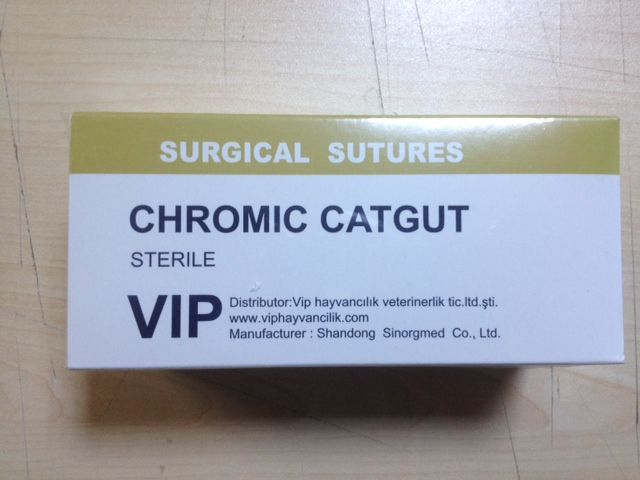 SURGICAL SUTURES
CHROMIC CATGUT
STERILE
VIP
Distributor:Vip hayvancılık veterinerlik tic.ltd.şti.
www.viphayvancilik.com
Manufacturer : Shandong Sinorgmed Co., Ltd.